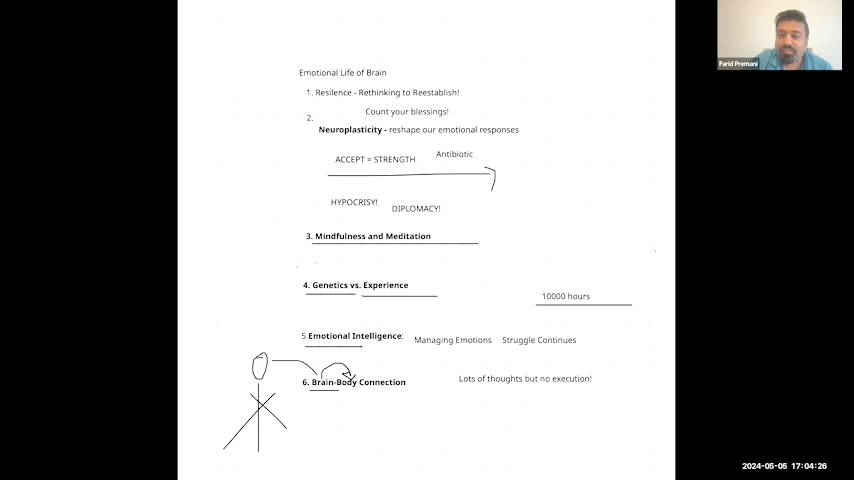 Farid Premani
Emotional Life of Brain
1. Resilence - Rethinking to Reestablish!
Count your blessings!
2.
Neuroplasticity - reshape our emotional responses
Antibiotic
ACCEPT = STRENGTH
HYPOCRISY!
DIPLOMACY!
3. Mindfulness and Meditation
4. Genetics vs. Experience
10000 hours
5.Emotional Intelligence: Managing Emotions Struggle Continues
6. Brain-Body Connection
Lots of thoughts but no execution!
2024-05-05 17:04:26